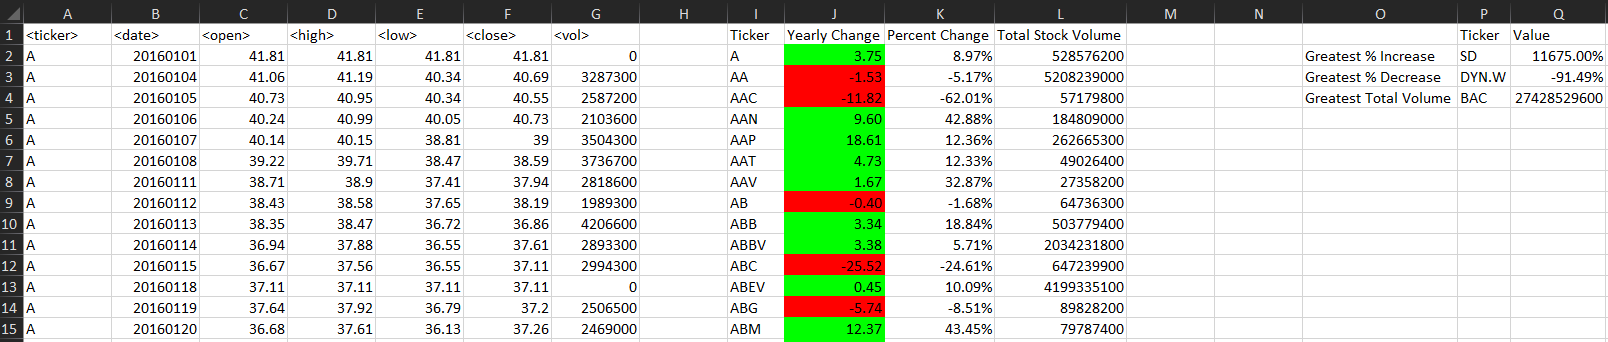 A B C D E F G H I J K L M N O P Q
1 <ticker> <date> <open> <high> <low> <close> <vol> Ticker Yearly Change Percent Change Total Stock Volume Ticker Value
2 A 20160101 41.81 41.81 41.81 41.81 0 A 3.75 8.97% 528576200 Greatest % Increase SD 11675.00%
3 A 20160104 41.06 41.19 40.34 40.69 3287300 AA -1.53 -5.17% 5208239000 Greatest % Decrease DYN.W -91.49%
4 A 20160105 40.73 40.95 40.34 40.55 2587200 AAC -11.82 -62.01% 57179800 Greatest Total Volume BAC 27428529600
5 A 20160106 40.24 40.99 40.05 40.73 2103600 AAN 9.60 42.88% 184809000
6 A 20160107 40.14 40.15 38.81 39 3504300 AAP 18.61 12.36% 262665300
7 A 20160108 39.22 39.71 38.47 38.59 3736700 AAT 4.73 12.33% 49026400
8 A 20160111 38.71 38.9 37.41 37.94 2818600 AAV 1.67 32.87% 27358200
9 A 20160112 38.43 38.58 37.65 38.19 1989300 AB -0.40 -1.68% 64736300
10 A 20160113 38.35 38.47 36.72 36.86 4206600 ABB 3.34 18.84% 503779400
11 A 20160114 36.94 37.88 36.55 37.61 2893300 ABBV 3.38 5.71% 2034231800
12 A 20160115 36.67 37.56 36.55 37.11 2994300 ABC -25.52 -24.61% 647239900
13 A 20160118 37.11 37.11 37.11 37.11 0 ABEV 0.45 10.09% 4199335100
14 A 20160119 37.64 37.92 36.79 37.2 2506500 ABG -5.74 -8.51% 89828200
15 A 20160120 36.68 37.61 36.13 37.26 2469000 ABM 12.37 43.45% 79787400